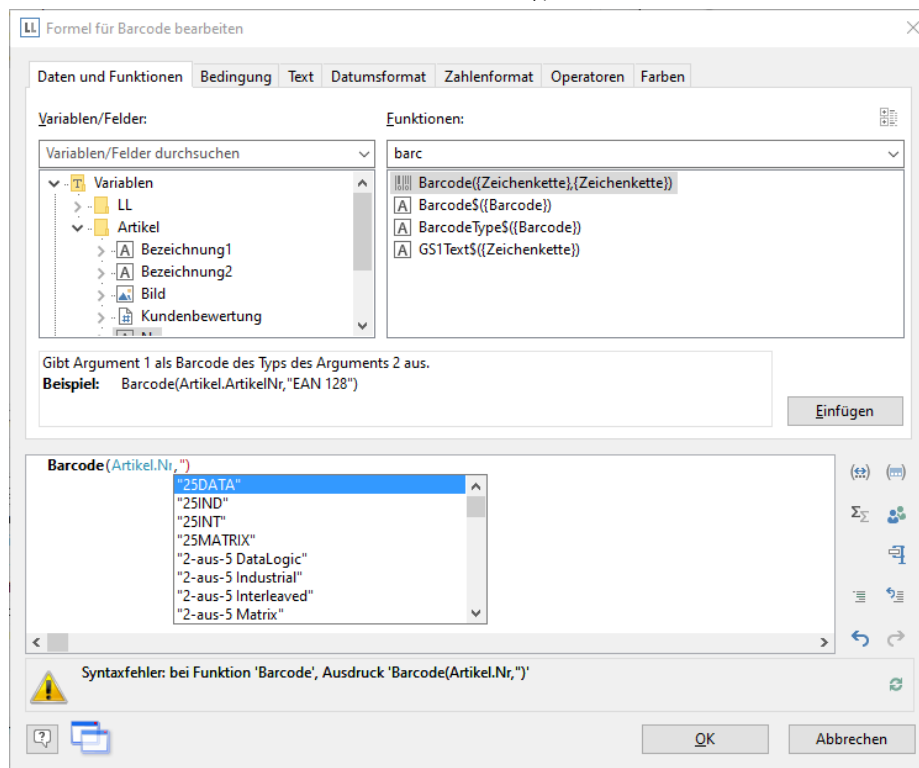 LL Formel für Barcode bearbeiten
Daten und Funktionen Bedingung Text Datumsformat Zahlenformat Operatoren Farben
Variablen/Felder:
Variablen/Felder durchsuchen
Variablen
LL
Artikel
Bezeichnung1
Bezeichnung2
Bild
Kundenbewertung
Funktionen:
barc
Barcode({Zeichenkette},{Zeichenkette})
Barcode$({Barcode})
BarcodeType$({Barcode})
GS1Text$({Zeichenkette})
Gibt Argument 1 als Barcode des Typs des Arguments 2 aus.
Beispiel: Barcode(Artikel.ArtikelNr,"EAN 128")
Einfügen
Barcode(Artikel.Nr,")
"25DATA"
"25IND"
"25INT"
"25MATRIX"
"2-aus-5 DataLogic"
"2-aus-5 Industrial"
"2-aus-5 Interleaved"
"2-aus-5 Matrix"
Syntaxfehler: bei Funktion 'Barcode', Ausdruck 'Barcode(Artikel.Nr,")'
OK
Abbrechen